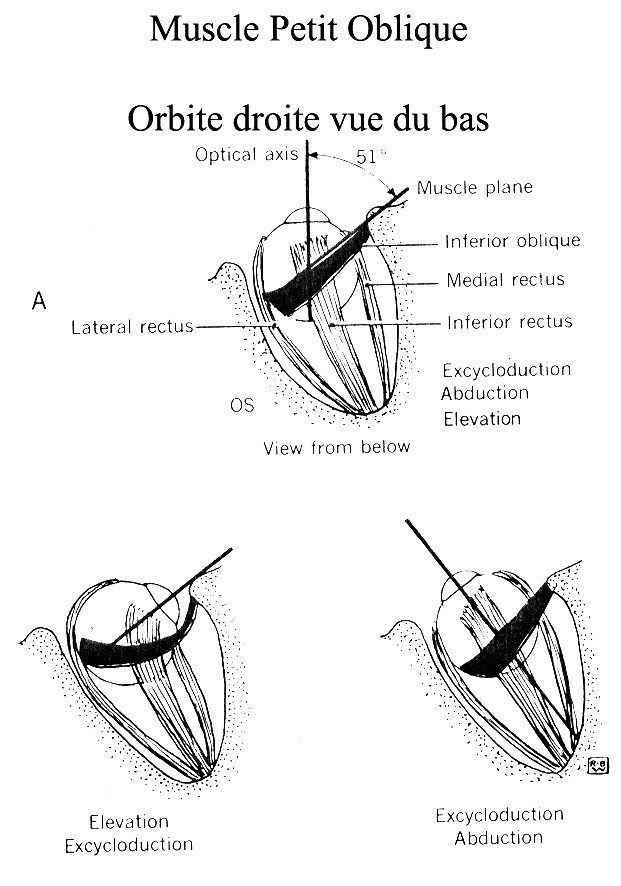 Muscle Petit Oblique
Orbite droite vue du bas
Optical axis
51°
Muscle plane
Inferior oblique
Medial rectus
A
Lateral rectus
Inferior rectus
Excycloduction
Abduction
Elevation
OS
View from below
Elevation
Excycloduction
Excycloduction
Abduction